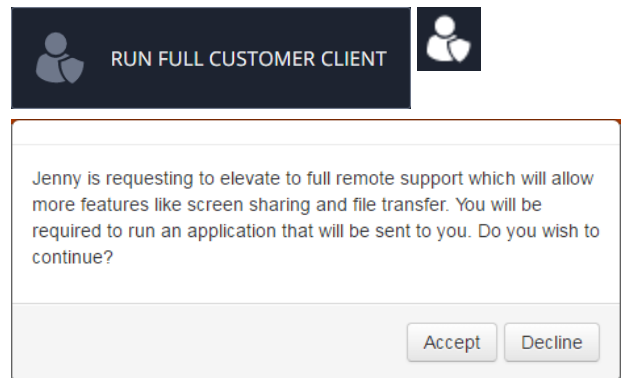 RUN FULL CUSTOMER CLIENT
Jenny is requesting to elevate to full remote support which will allow
more features like screen sharing and file transfer. You will be
required to run an application that will be sent to you. Do you wish to
continue?
Accept Decline